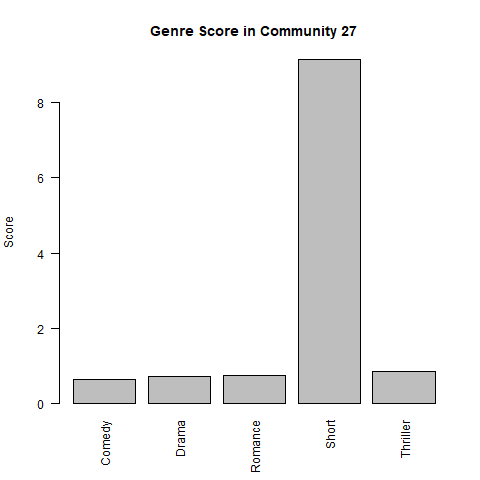 Genre Score in Community 27
Score
8
6
4
2
0
Comedy
Drama
Romance
Short
Thriller